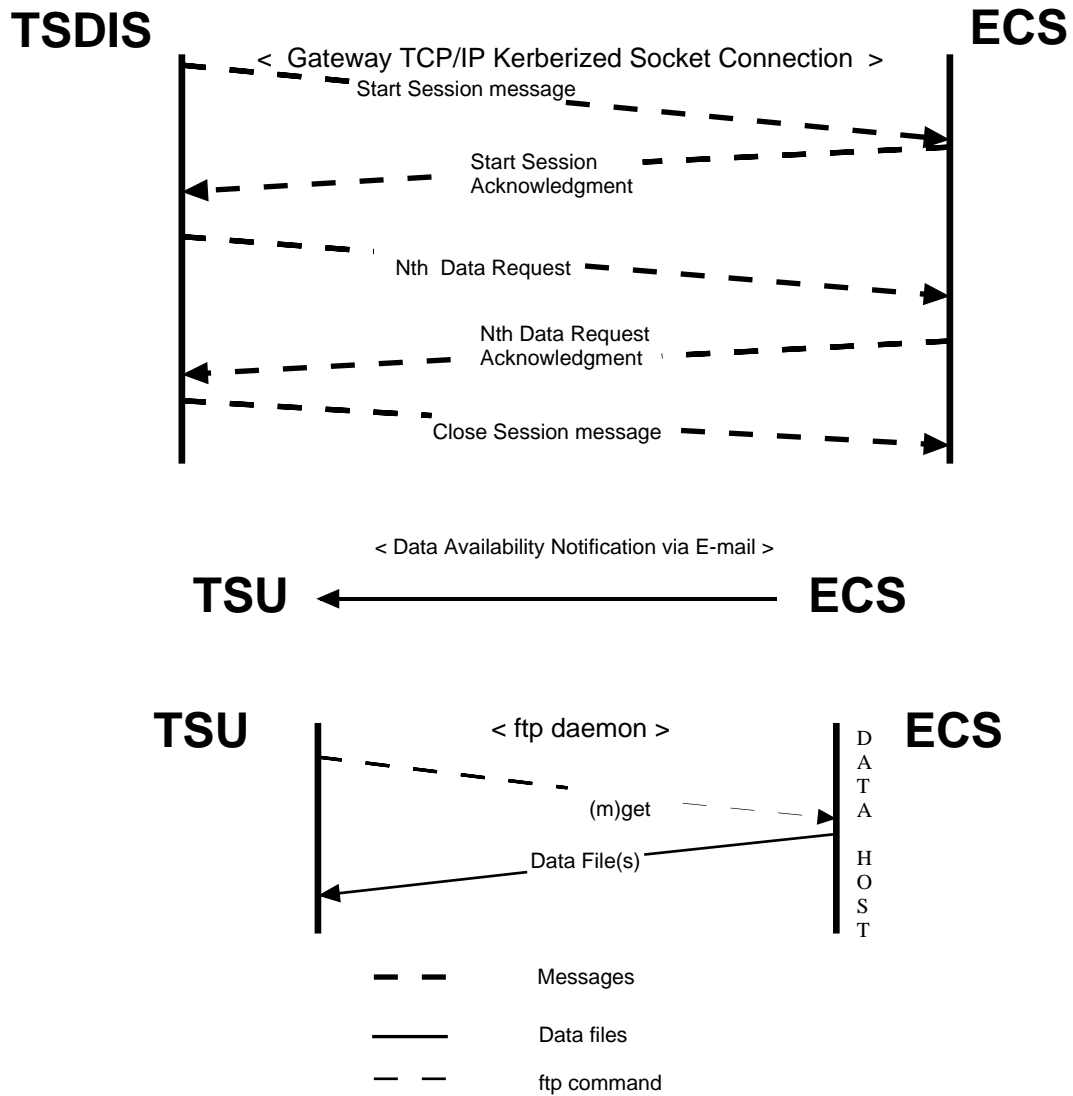 TSDIS
ECS
< Gateway TCP/IP Kerberized Socket Connection >
Start Session message
Start Session
Acknowledgment
Nth Data Request
Nth Data Request
Acknowledgment
Close Session message
< Data Availability Notification via E-mail >
TSU
ECS
TSU
< ftp daemon >
ECS
DATA HOST
(m)get
Data File(s)
Messages
Data files
ftp command